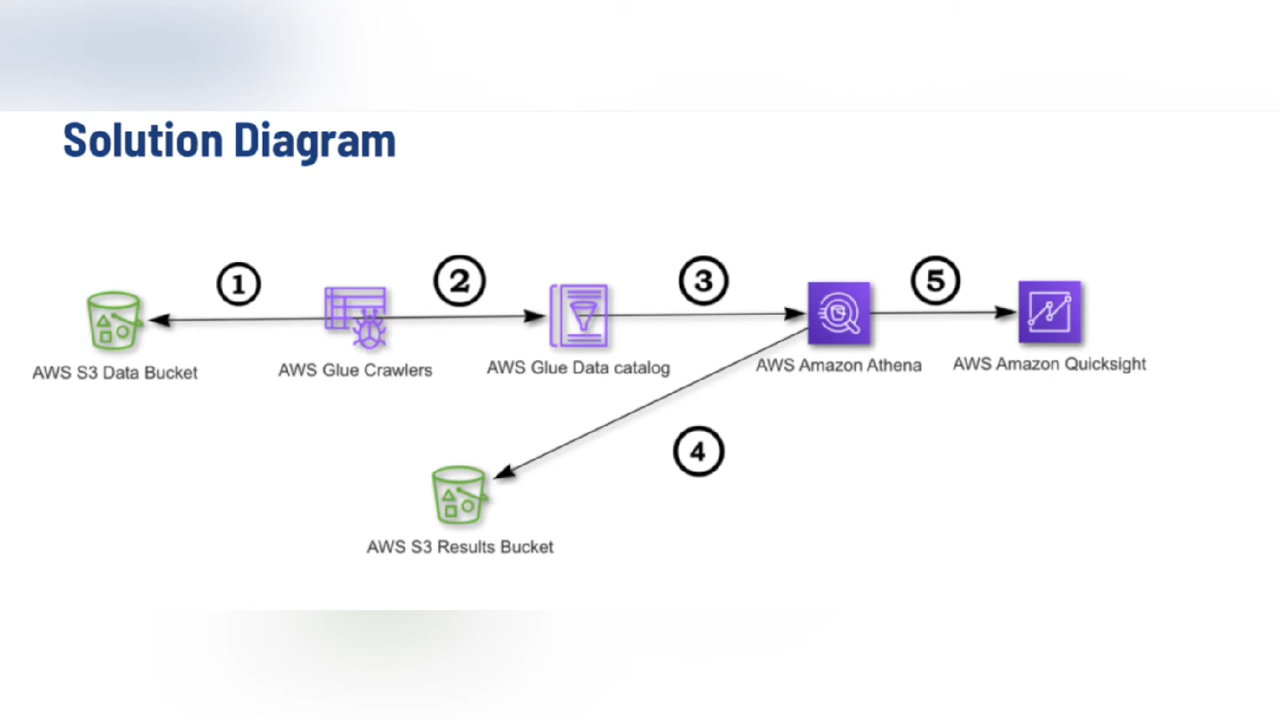 Solution Diagram
1
2
3
5
AWS S3 Data Bucket
AWS Glue Crawlers
AWS Glue Data catalog
AWS Amazon Athena
AWS Amazon Quicksight
4
AWS S3 Results Bucket